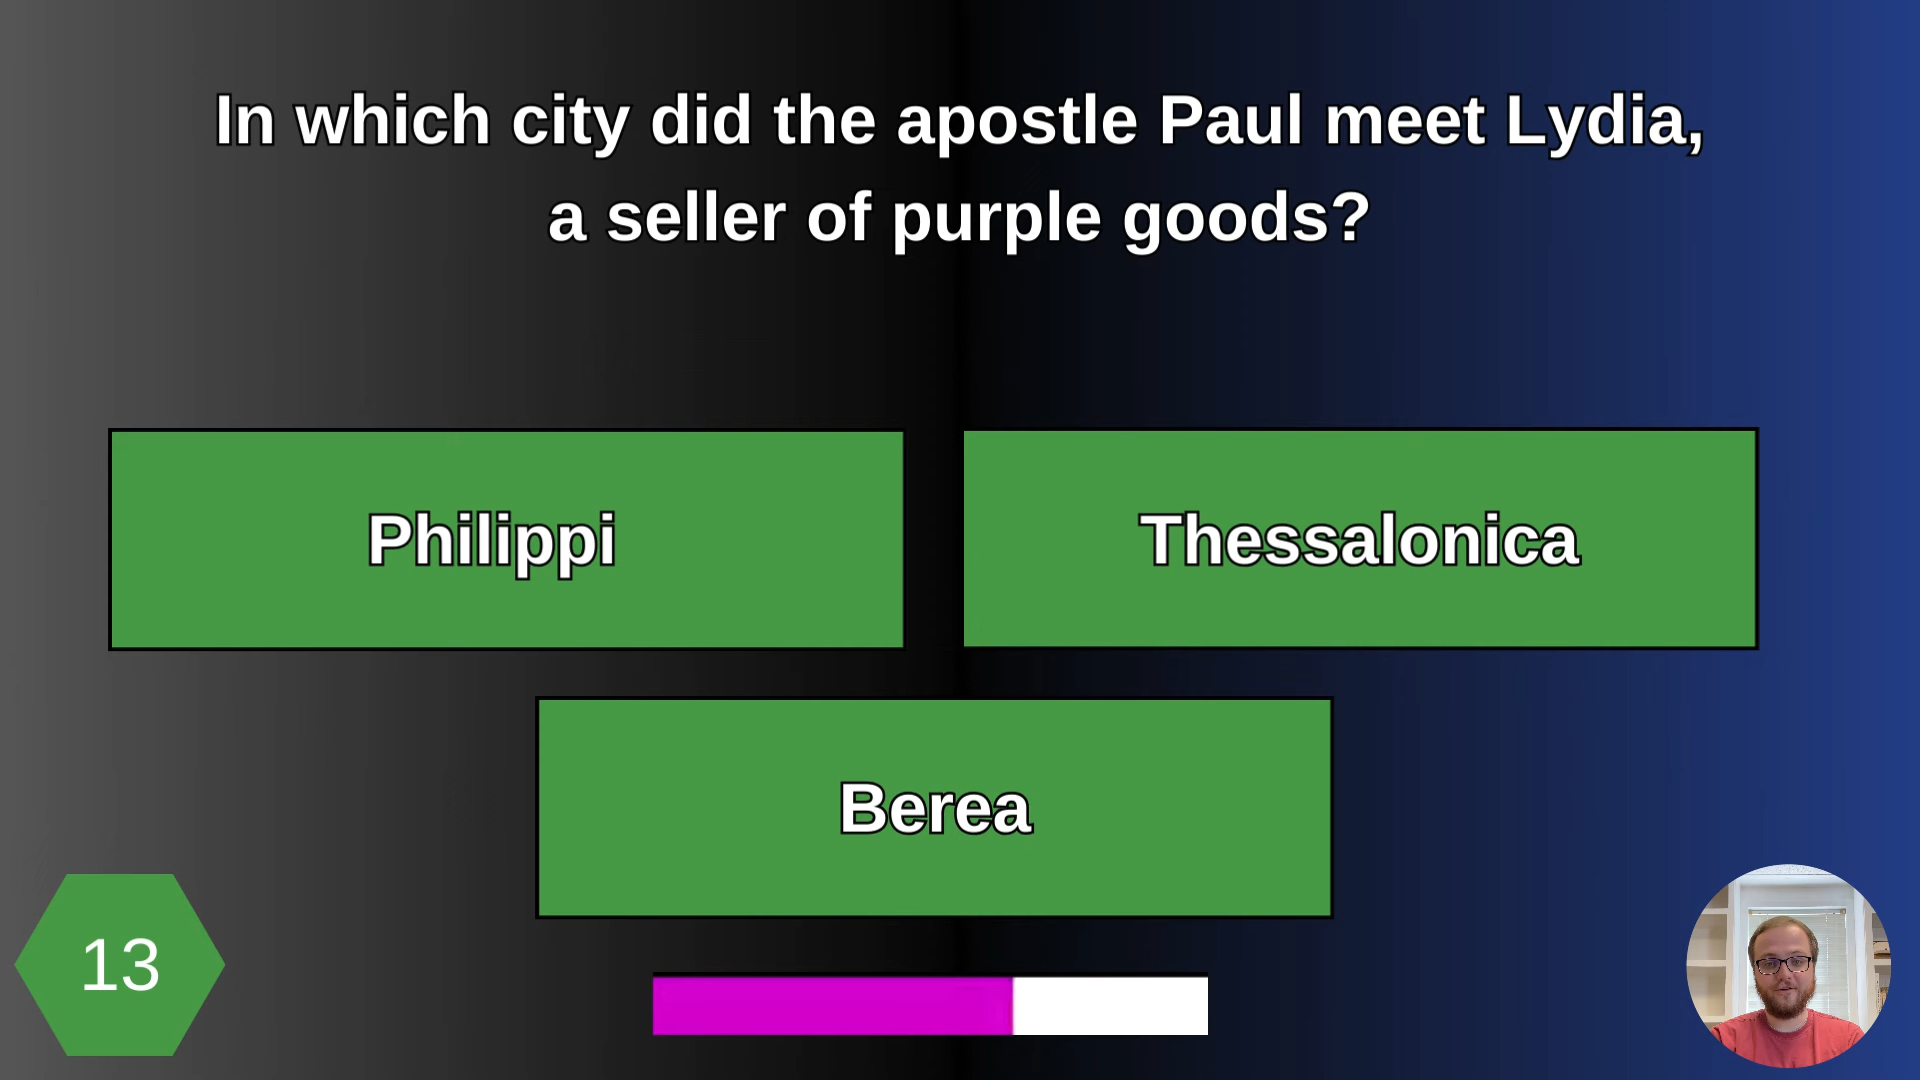 In which city did the apostle Paul meet Lydia,
a seller of purple goods?
Philippi
Thessalonica
Berea
13